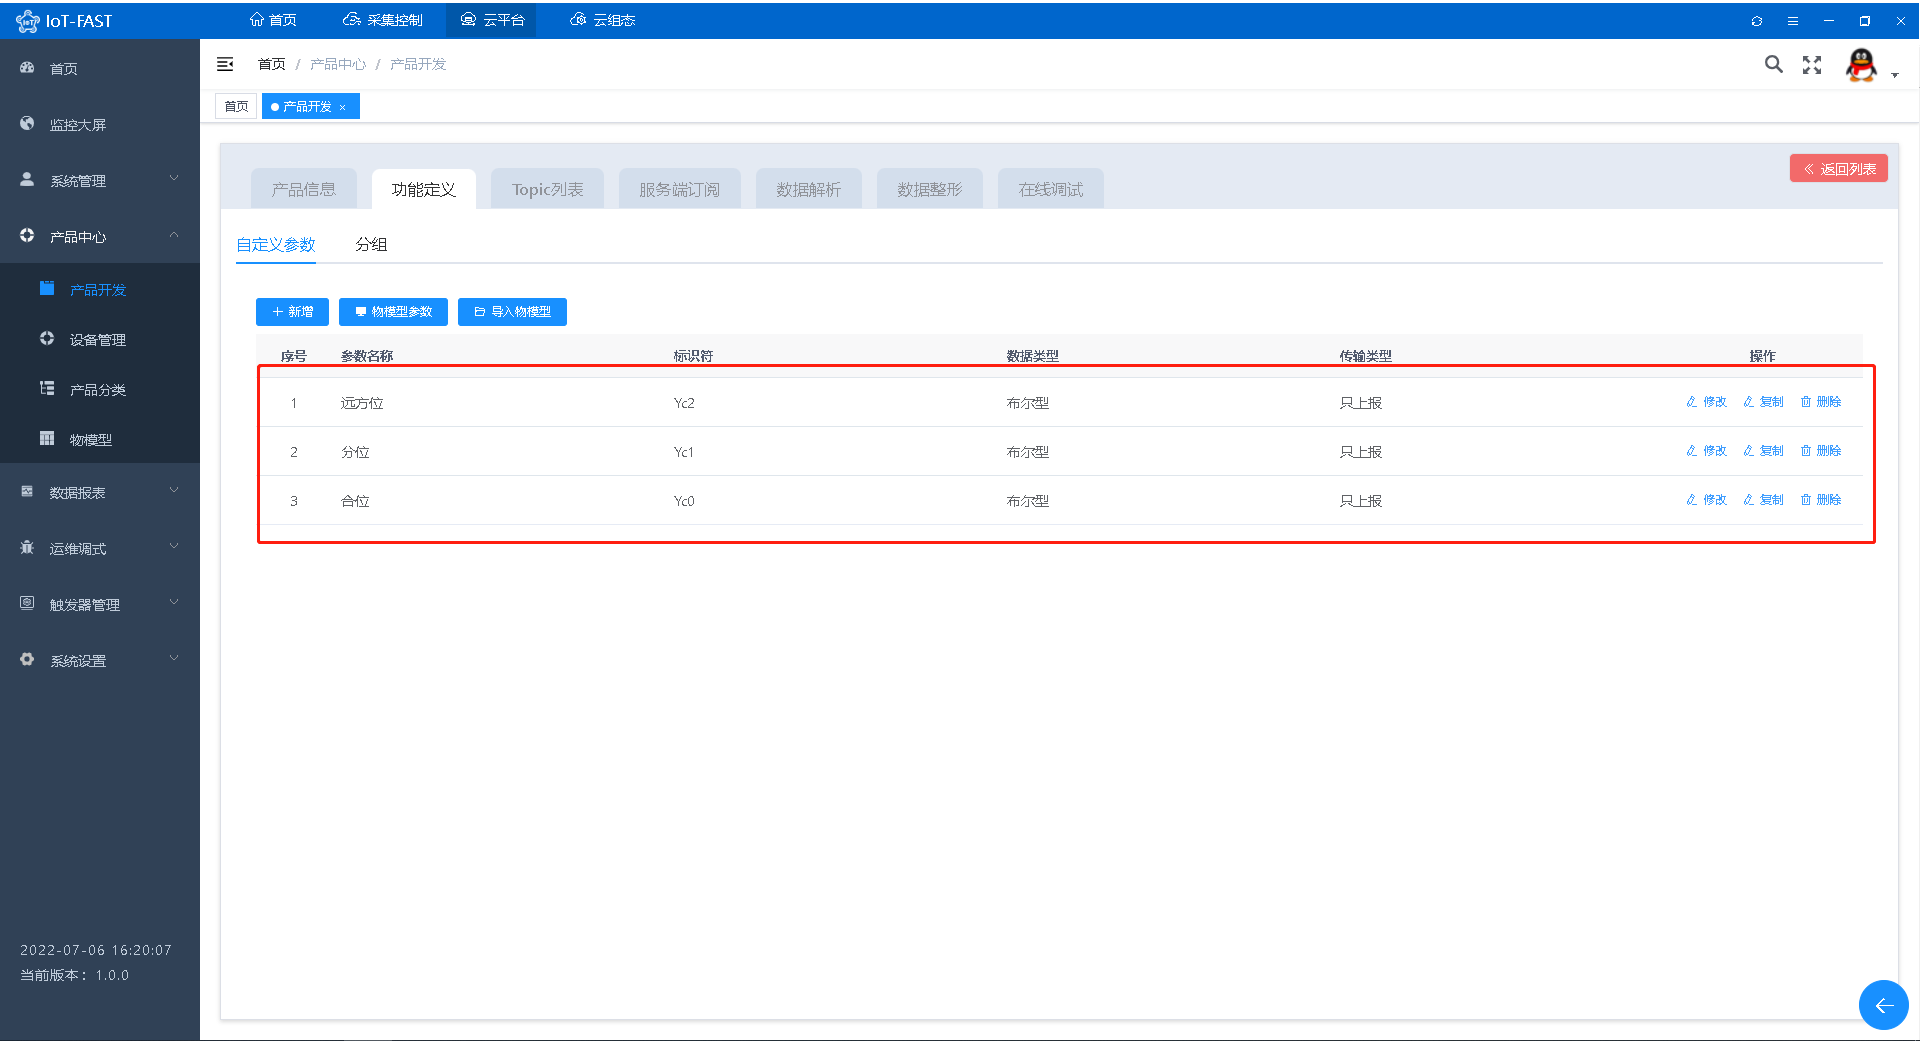 IoT-FAST 首页 采集控制 云平台 云组态
首页
监控大屏
系统管理
产品中心
产品开发
设备管理
产品分类
物模型
数据报表
运维调式
触发器管理
系统设置
2022-07-06 16:20:07
当前版本：1.0.0
首页 / 产品中心 / 产品开发
首页 产品开发 ×
产品信息 功能定义 Topic列表 服务端订阅 数据解析 数据整形 在线调试 返回列表
自定义参数 分组
新增 物模型参数 导入物模型
序号 参数名称 标识符 数据类型 传输类型 操作
1 远方位 Yc2 布尔型 只上报 修改 复制 删除
2 分位 Yc1 布尔型 只上报 修改 复制 删除
3 合位 Yc0 布尔型 只上报 修改 复制 删除